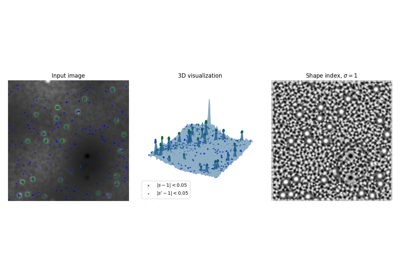 Input image
3D visualization
Shape index, σ = 1
|s − 1| < 0.05
|s' − 1| < 0.05